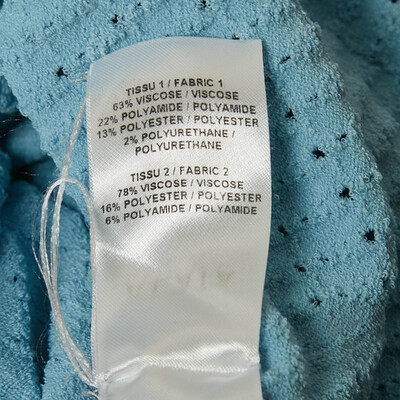 TISSU 1 / FABRIC 1
63% VISCOSE / VISCOSE
22% POLYAMIDE / POLYAMIDE
13% POLYESTER / POLYESTER
2% POLYURETHANE /
POLYURETHANE
TISSU 2 / FABRIC 2
78% VISCOSE / VISCOSE
16% POLYESTER / POLYESTER
6% POLYAMIDE / POLYAMIDE